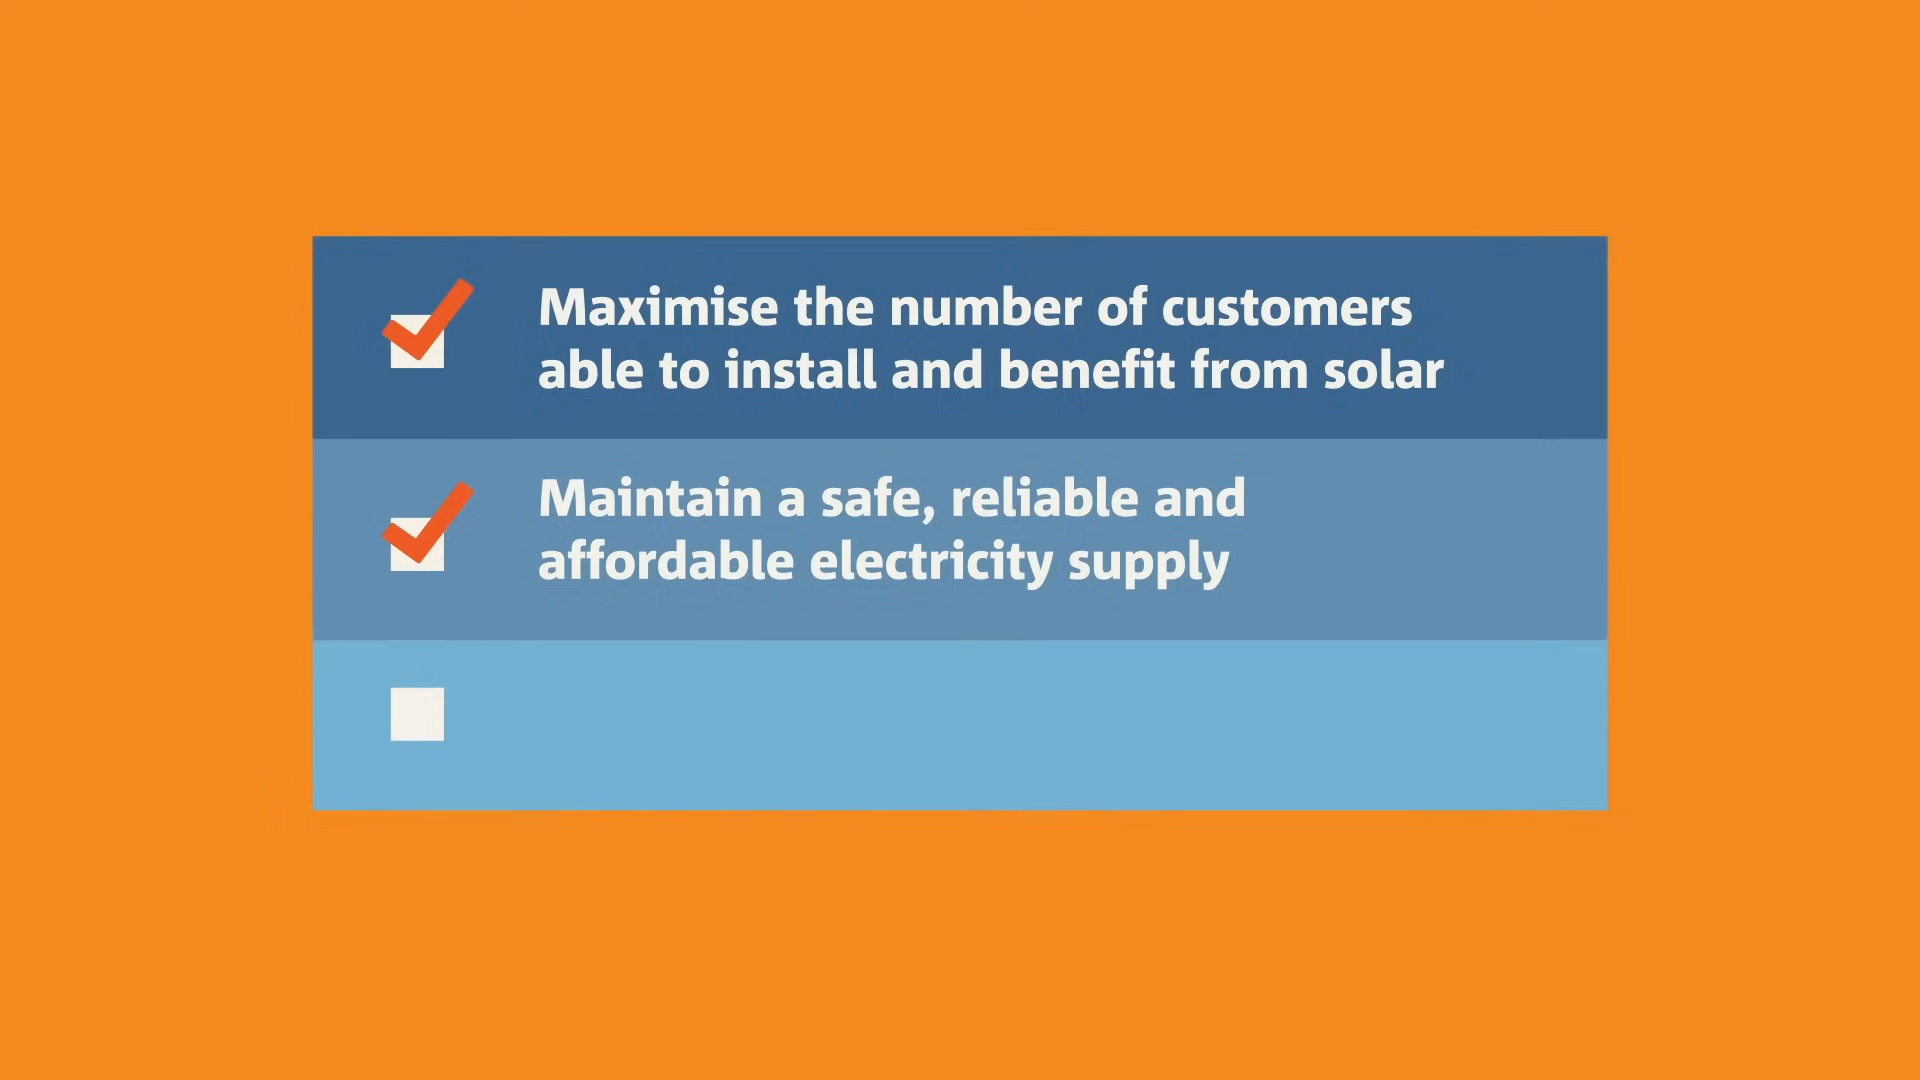 Maximise the number of customers
able to install and benefit from solar
Maintain a safe, reliable and
affordable electricity supply